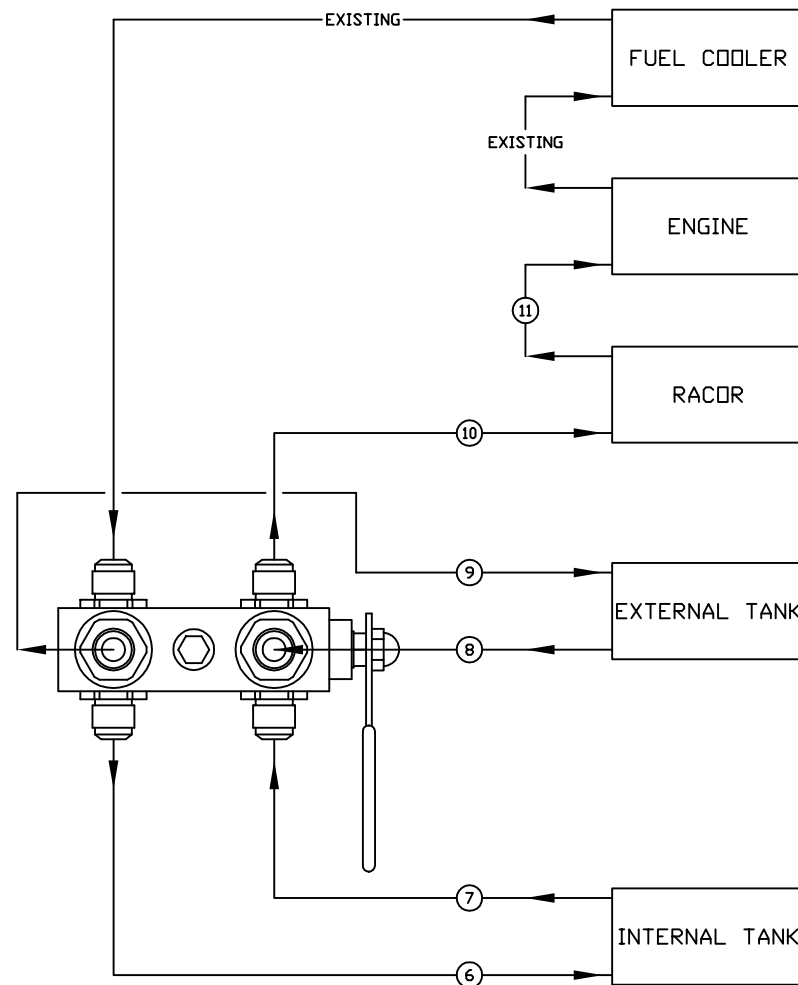 EXISTING
FUEL COOLER
EXISTING
ENGINE
11
RACOR
10
9
EXTERNAL TANK
8
7
INTERNAL TANK
6